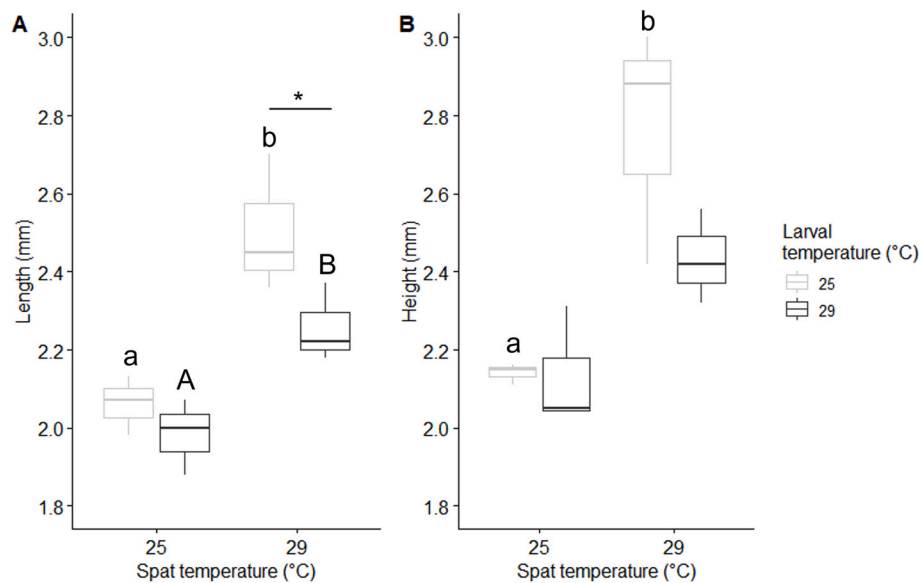 A
Length (mm)
3.0
2.8
2.6
2.4
2.2
2.0
1.8
a
A
b
B
*
25
29
Spat temperature (°C)
B
Height (mm)
3.0
2.8
2.6
2.4
2.2
2.0
1.8
a
b
25
29
Spat temperature (°C)
Larval
temperature (°C)
25
29